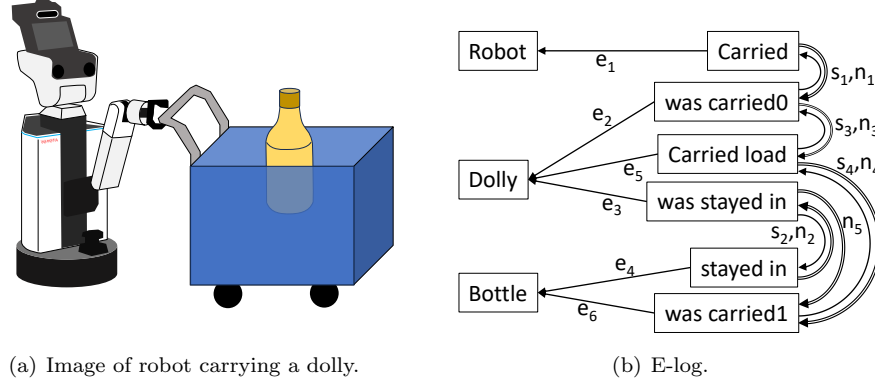 Robot
Carried
e1
s1,n1
was carried0
e2
s3,n3
Carried load
e5
s4,n4
Dolly
e3
was stayed in
s2,n2
n5
stayed in
e4
Bottle
e6
was carried1
(a) Image of robot carrying a dolly.
(b) E-log.